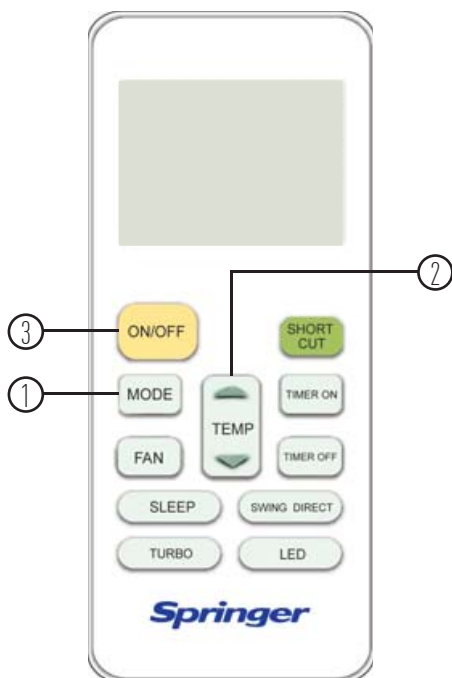 2
3
ON/OFF
SHORT
CUT
1
MODE
TEMP
TIMER ON
FAN
TIMER OFF
SLEEP
SWING DIRECT
TURBO
LED
Springer